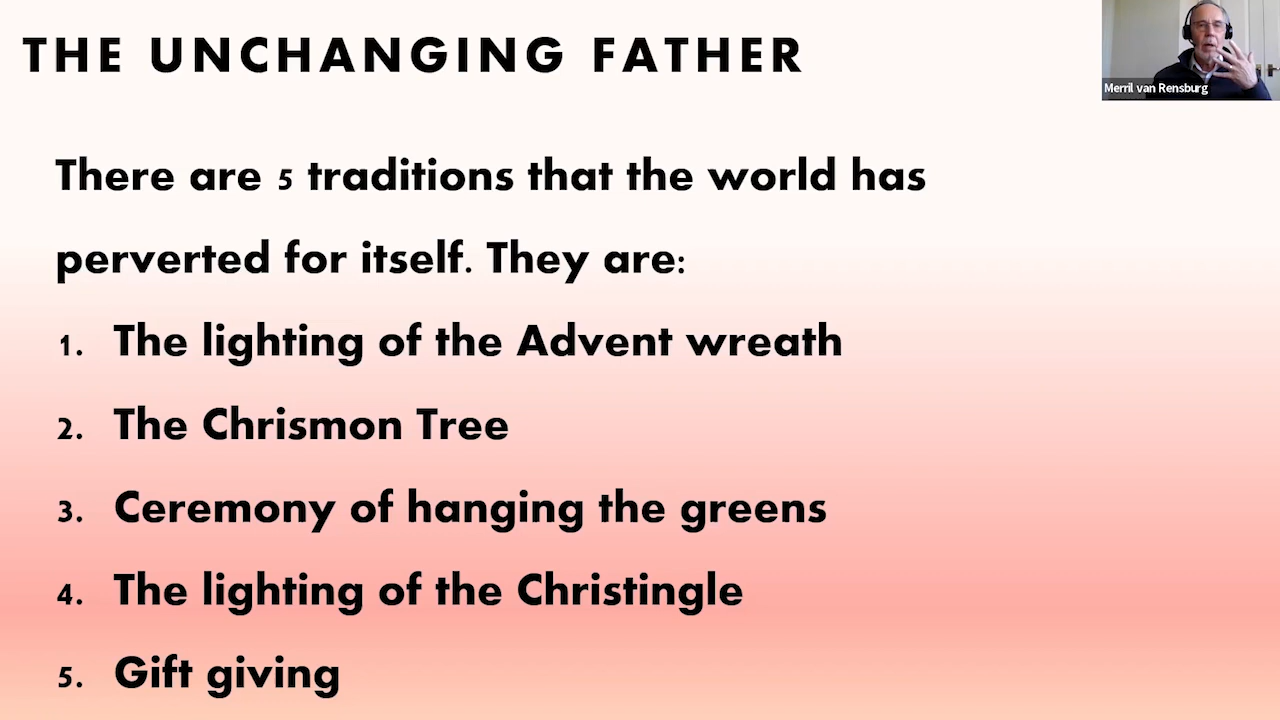 THE UNCHANGING FATHER
Merril van Rensburg
There are 5 traditions that the world has
perverted for itself. They are:
1. The lighting of the Advent wreath
2. The Chrismon Tree
3. Ceremony of hanging the greens
4. The lighting of the Christingle
5. Gift giving